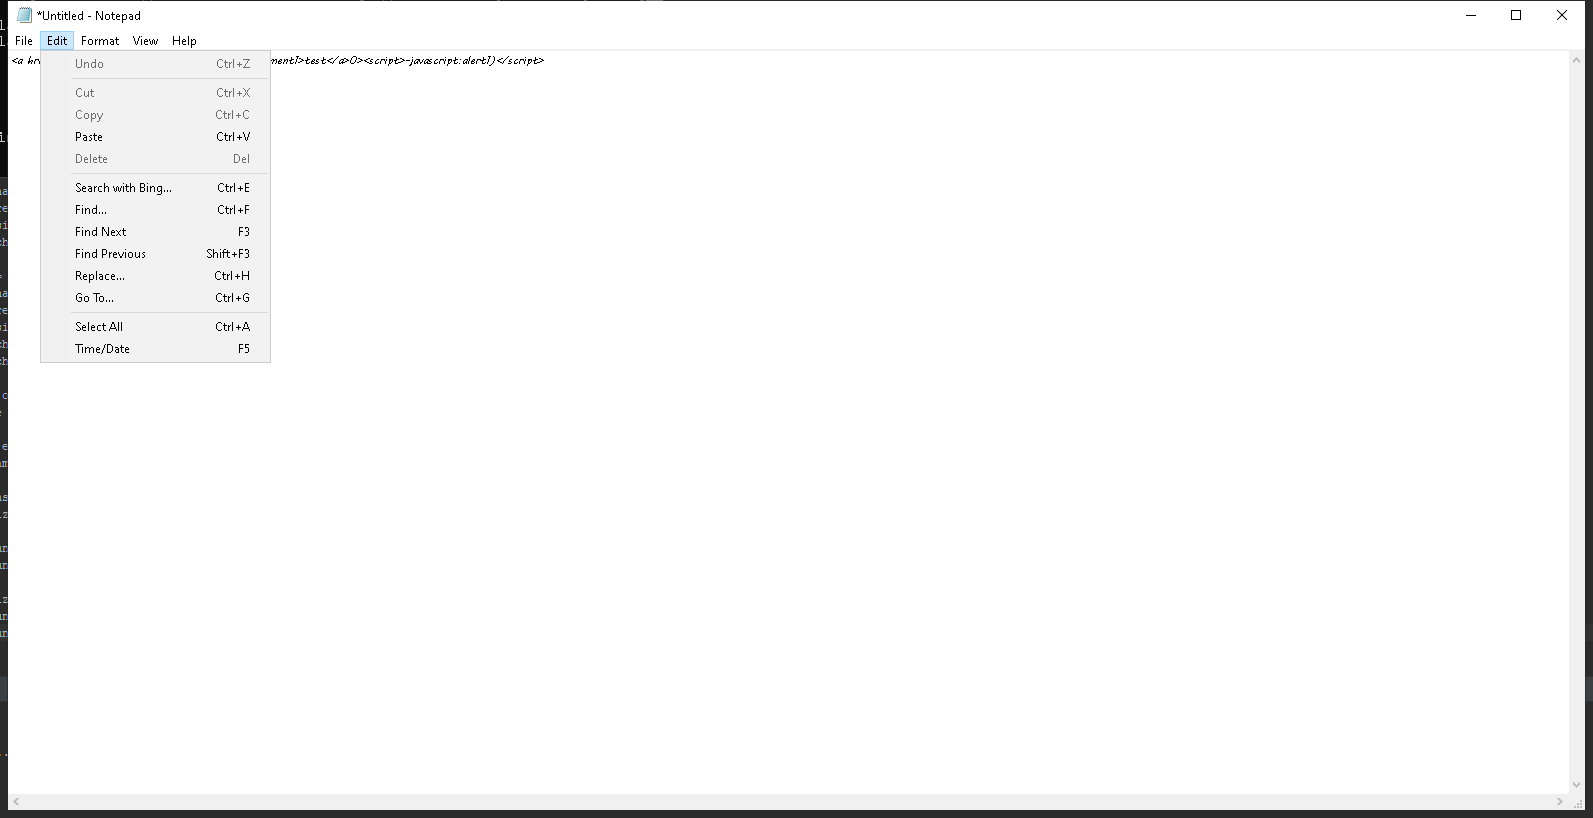 *Untitled - Notepad
File Edit Format View Help
<a hr ment1>test</a>0><script>-javascript:alert1)</script>
Undo Ctrl+Z
Cut Ctrl+X
Copy Ctrl+C
Paste Ctrl+V
Delete Del
Search with Bing... Ctrl+E
Find... Ctrl+F
Find Next F3
Find Previous Shift+F3
Replace... Ctrl+H
Go To... Ctrl+G
Select All Ctrl+A
Time/Date F5